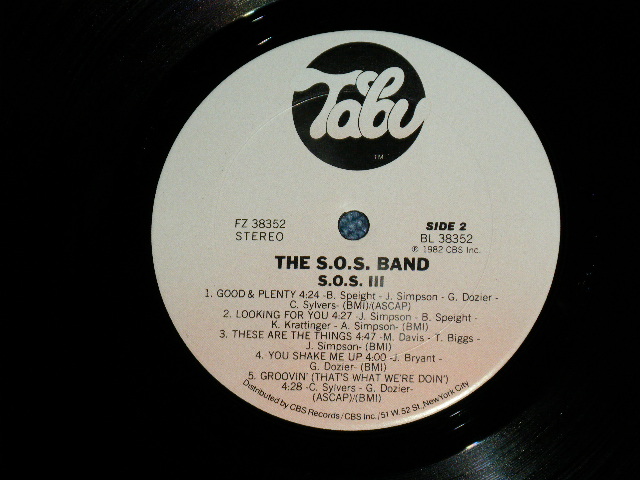 Tabu
TM
FZ 38352
STEREO
SIDE 2
BL 38352
℗ 1982 CBS Inc.
THE S.O.S. BAND
S.O.S. III
1. GOOD & PLENTY 4:24 -B. Speight - J. Simpson - G. Dozier -
C. Sylvers- (BMI)/(ASCAP)
2. LOOKING FOR YOU 4:27 -J. Simpson - B. Speight -
K. Krattinger - A. Simpson- (BMI)
3. THESE ARE THE THINGS 4:47 -M. Davis - T. Biggs -
J. Simpson- (BMI)
4. YOU SHAKE ME UP 4:00 -J. Bryant -
G. Dozier- (BMI)
5. GROOVIN' (THAT'S WHAT WE'RE DOIN')
4:28 -C. Sylvers - G. Dozier-
(ASCAP)/(BMI)
Distributed by CBS Records/CBS Inc./51 W. 52 St., New York City